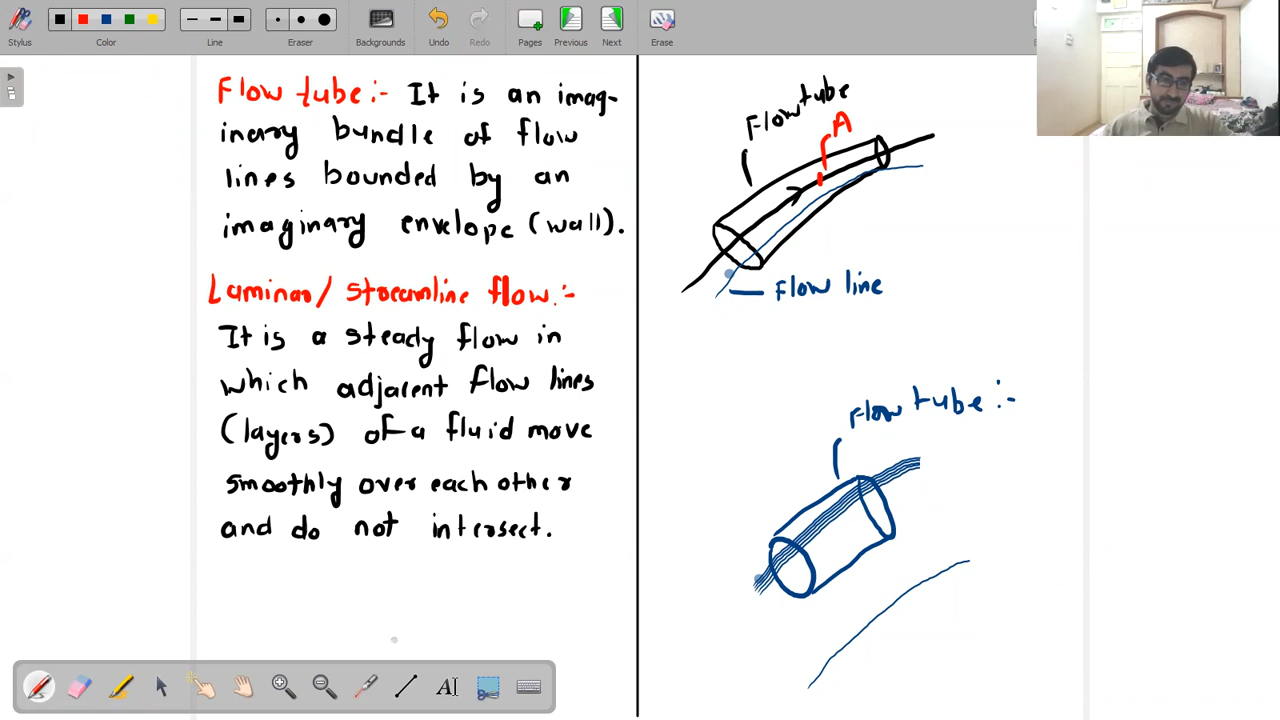 Stylus
Color
Line
Eraser
Backgrounds
Undo
Redo
Pages
Previous
Next
Erase
Flow tube :- It is an imag-
inary bundle of flow
lines bounded by an
imaginary envelope (wall).
Laminar/ streamline flow :-
It is a steady flow in
which adjacent flow lines
(layers) of a fluid move
smoothly over each other
and do not intersect.
Flow tube
A
Flow line
Flow tube :-